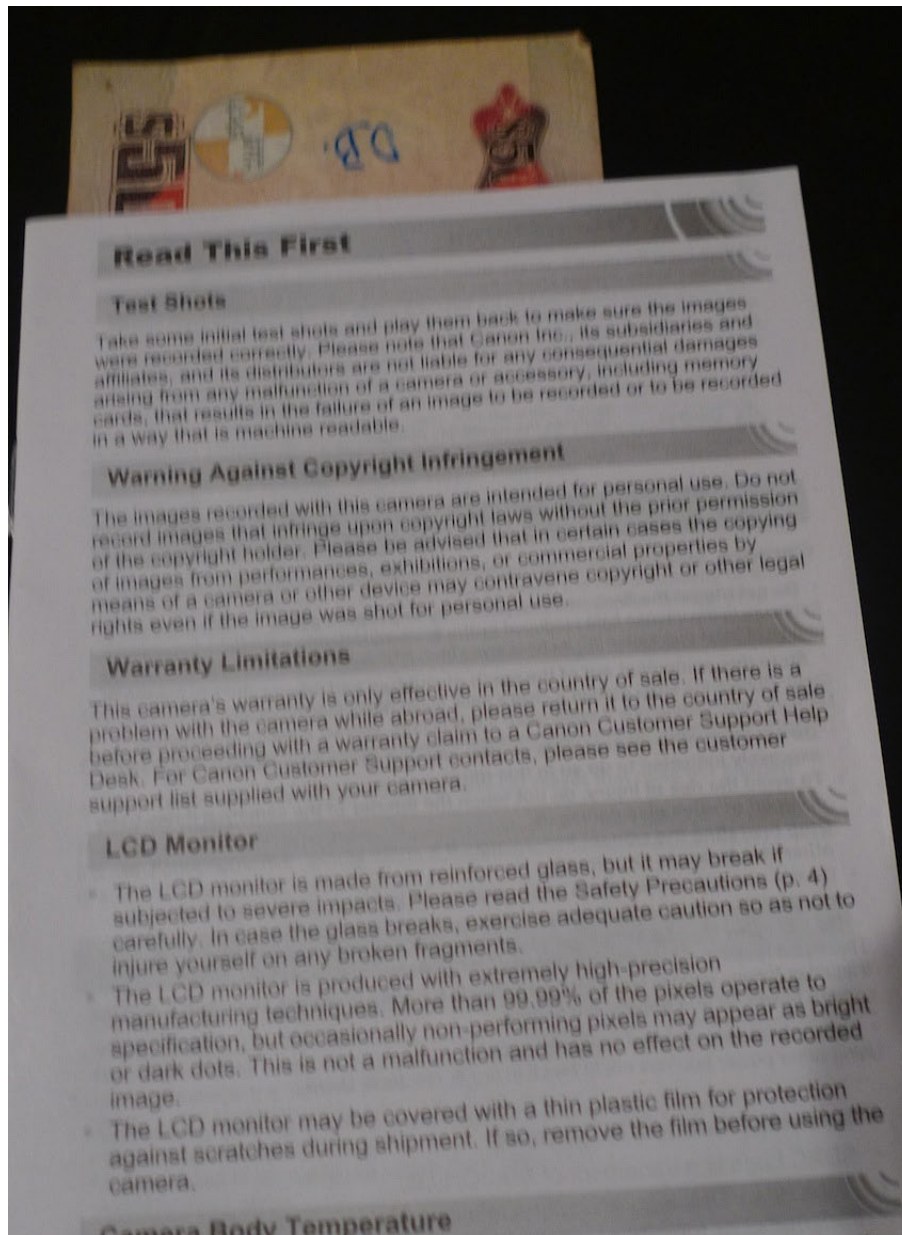 D.B.
Read This First
Test Shots
Take some initial test shots and play them back to make sure the images
were recorded correctly. Please note that Canon Inc., its subsidiaries and
affiliates, and its distributors are not liable for any consequential damages
arising from any malfunction of a camera or accessory, including memory
cards, that results in the failure of an image to be recorded or to be recorded
in a way that is machine readable.
Warning Against Copyright Infringement
The images recorded with this camera are intended for personal use. Do not
record images that infringe upon copyright laws without the prior permission
of the copyright holder. Please be advised that in certain cases the copying
of images from performances, exhibitions, or commercial properties by
means of a camera or other device may contravene copyright or other legal
rights even if the image was shot for personal use.
Warranty Limitations
This camera's warranty is only effective in the country of sale. If there is a
problem with the camera while abroad, please return it to the country of sale
before proceeding with a warranty claim to a Canon Customer Support Help
Desk. For Canon Customer Support contacts, please see the customer
support list supplied with your camera.
LCD Monitor
The LCD monitor is made from reinforced glass, but it may break if
subjected to severe impacts. Please read the Safety Precautions (p. 4)
carefully. In case the glass breaks, exercise adequate caution so as not to
injure yourself on any broken fragments.
The LCD monitor is produced with extremely high-precision
manufacturing techniques. More than 99.99% of the pixels operate to
specification, but occasionally non-performing pixels may appear as bright
or dark dots. This is not a malfunction and has no effect on the recorded
image.
The LCD monitor may be covered with a thin plastic film for protection
against scratches during shipment. If so, remove the film before using the
camera.
Camera Body Temperature